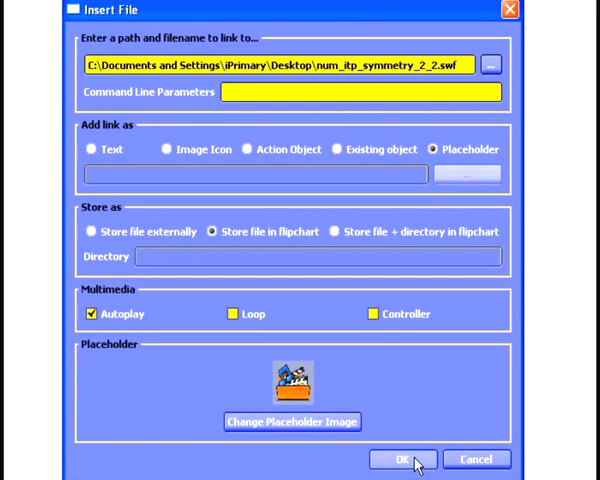 Insert File
Enter a path and filename to link to...
C:\Documents and Settings\iPrimary\Desktop\num_itp_symmetry_2_2.swf
...
Command Line Parameters
Add link as
Text Image Icon Action Object Existing object Placeholder
...
Store as
Store file externally Store file in flipchart Store file + directory in flipchart
Directory
Multimedia
Autoplay Loop Controller
Placeholder
Change Placeholder Image
OK Cancel